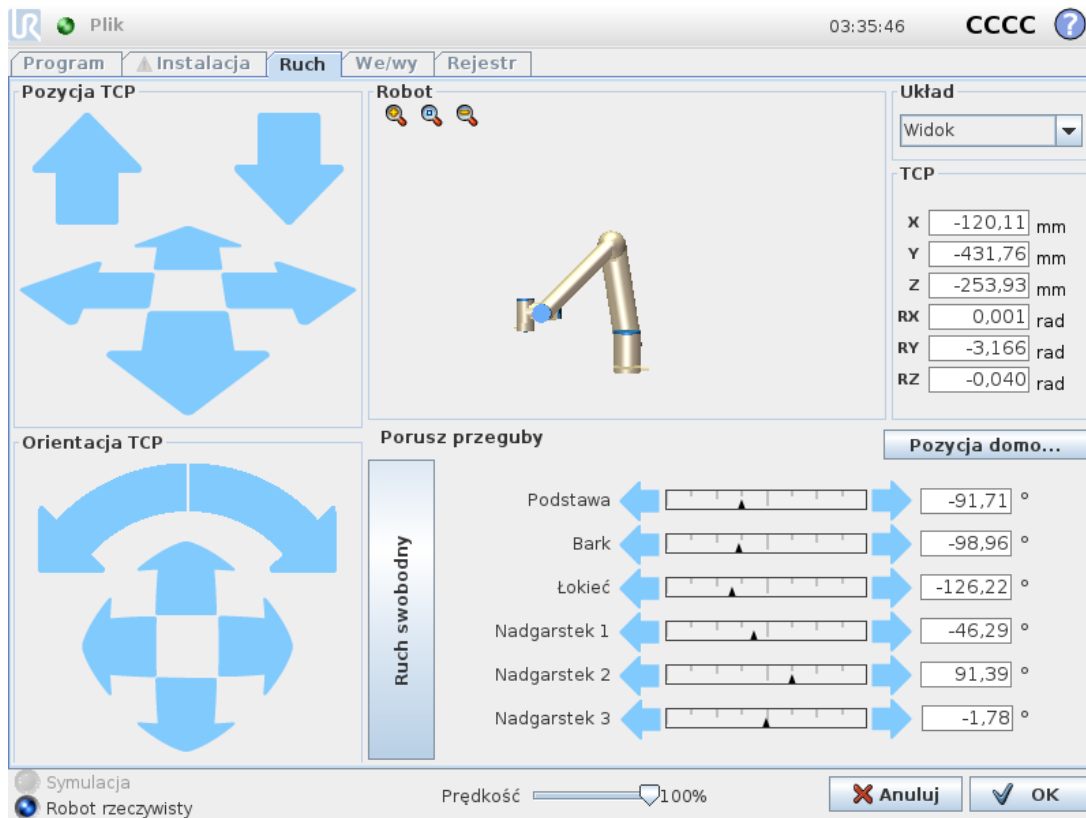 UR Plik 03:35:46 CCCC ?
Program Instalacja Ruch We/wy Rejestr
Pozycja TCP
Robot
Układ
Widok
TCP
X -120,11 mm
Y -431,76 mm
Z -253,93 mm
RX 0,001 rad
RY -3,166 rad
RZ -0,040 rad
Orientacja TCP
Porusz przeguby
Pozycja domo...
Ruch swobodny
Podstawa -91,71 °
Bark -98,96 °
Łokieć -126,22 °
Nadgarstek 1 -46,29 °
Nadgarstek 2 91,39 °
Nadgarstek 3 -1,78 °
Symulacja
Robot rzeczywisty
Prędkość 100%
Anuluj
OK